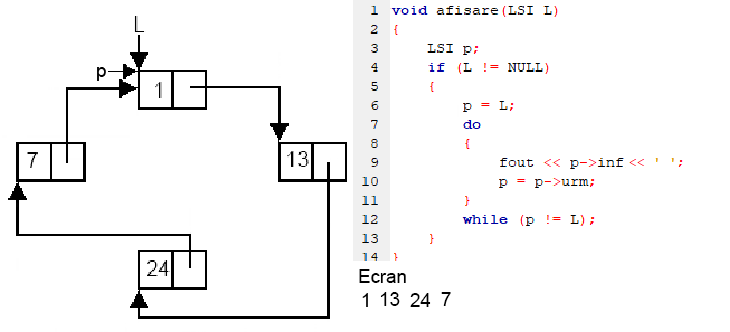 L
p
1
7
13
24
1 void afisare(LSI L)
2 {
3 LSI p;
4 if (L != NULL)
5 {
6 p = L;
7 do
8 {
9 fout << p->inf << ' ';
10 p = p->urm;
11 }
12 while (p != L);
13 }
14 }
Ecran
1 13 24 7